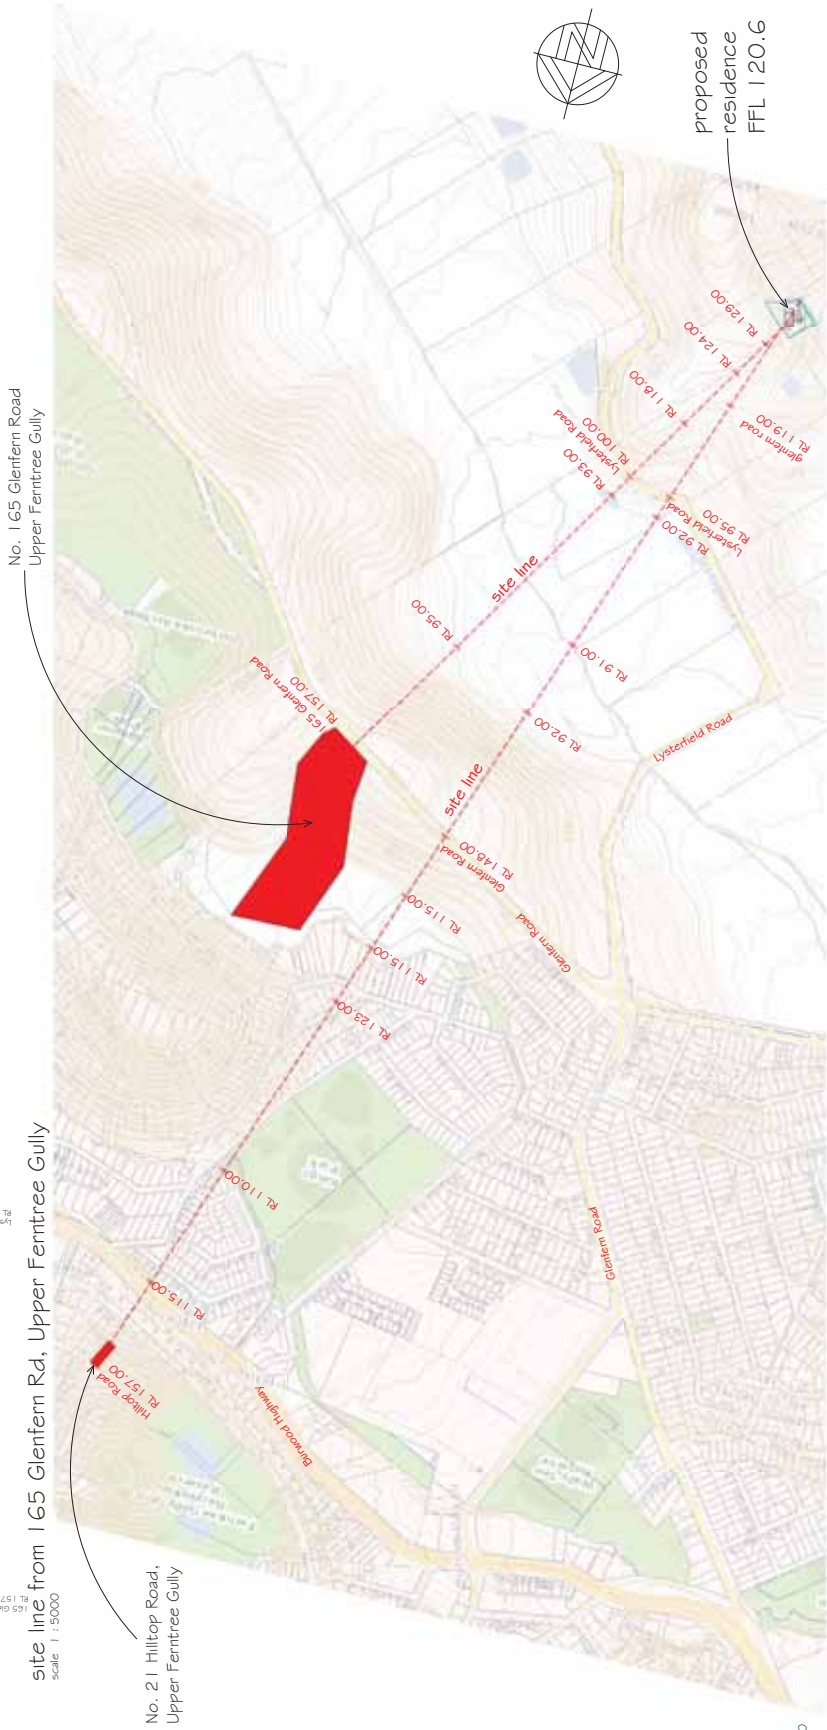 site line from 165 Glenfern Rd, Upper Ferntree Gully
scale 1 : 5000
No. 21 Hilltop Road,
Upper Ferntree Gully
No. 165 Glenfern Road
Upper Ferntree Gully
proposed
residence
FFL 120.6
Hilltop Road
RL 157.00
RL 115.00
Burwood Highway
RL 110.00
RL 123.00
RL 115.00
RL 115.00
Glenfern Road
RL 148.00
Glenfern Road
Glenfern Road
site line
RL 92.00
RL 91.00
Lysterfield Road
RL 92.00
Lysterfield Road
RL 95.00
glenfern road
RL 119.00
165 Glenfern Road
RL 157.00
RL 95.00
site line
RL 93.00
Lysterfield Road
RL 100.00
RL 118.00
RL 124.00
RL 129.00